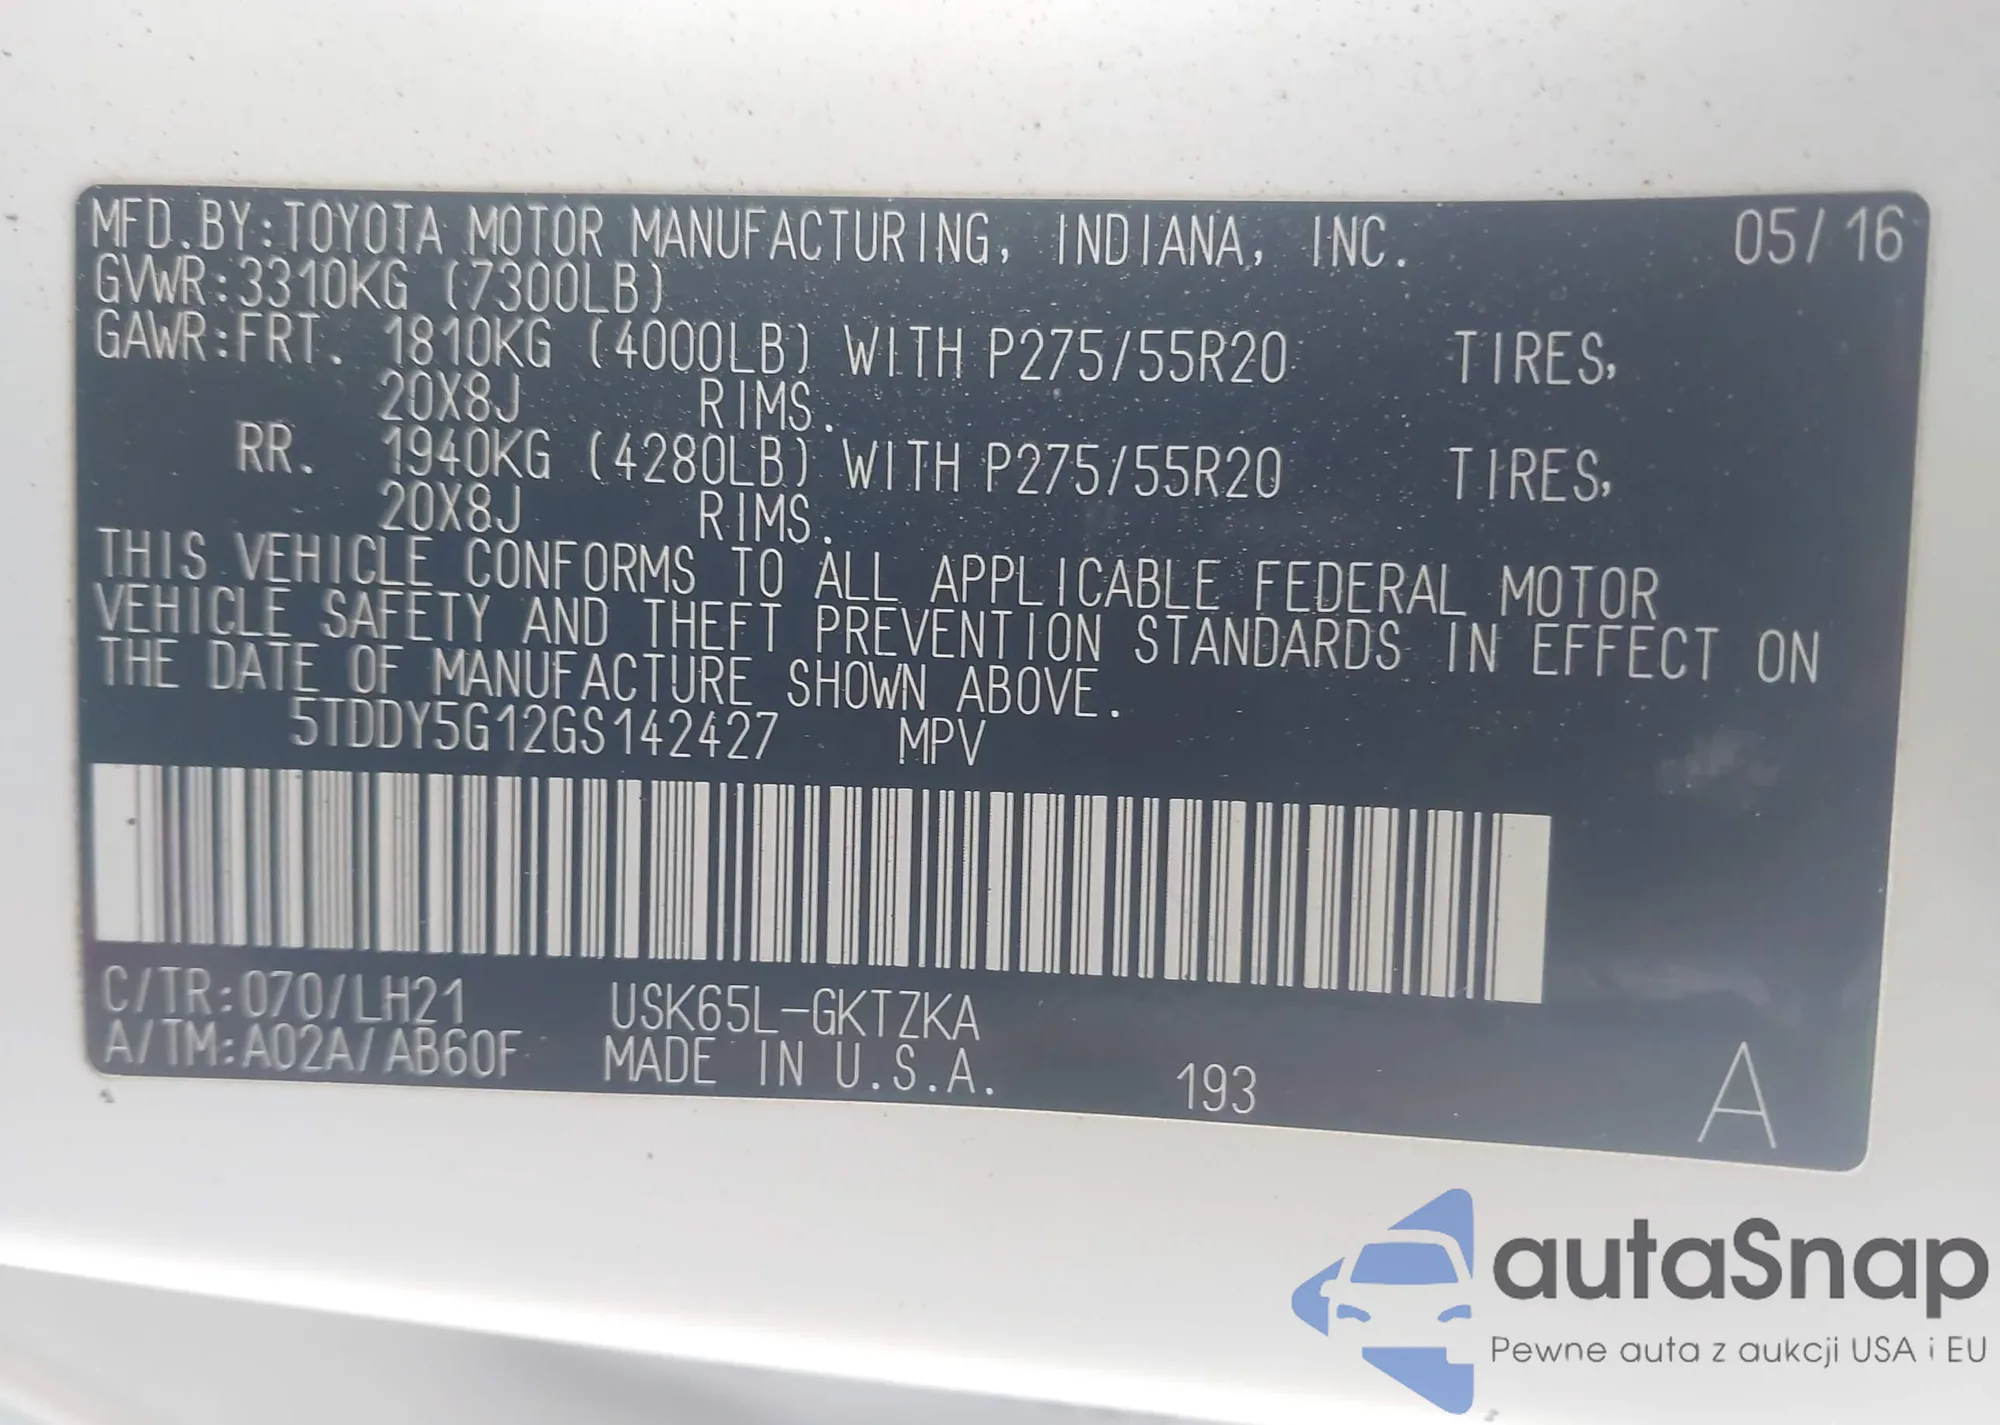 MFD.BY:TOYOTA MOTOR MANUFACTURING, INDIANA, INC. 05/16
GVWR:3310KG (7300LB)
GAWR:FRT. 1810KG (4000LB) WITH P275/55R20 TIRES,
20X8J RIMS.
RR. 1940KG (4280LB) WITH P275/55R20 TIRES,
20X8J RIMS.
THIS VEHICLE CONFORMS TO ALL APPLICABLE FEDERAL MOTOR
VEHICLE SAFETY AND THEFT PREVENTION STANDARDS IN EFFECT ON
THE DATE OF MANUFACTURE SHOWN ABOVE.
5TDDY5G12GS142427 MPV
C/TR:070/LH21 USK65L-GKTZKA
A/TM:A02A/AB60F MADE IN U.S.A. 193 A
autaSnap
Pewne auta z aukcji USA i EU